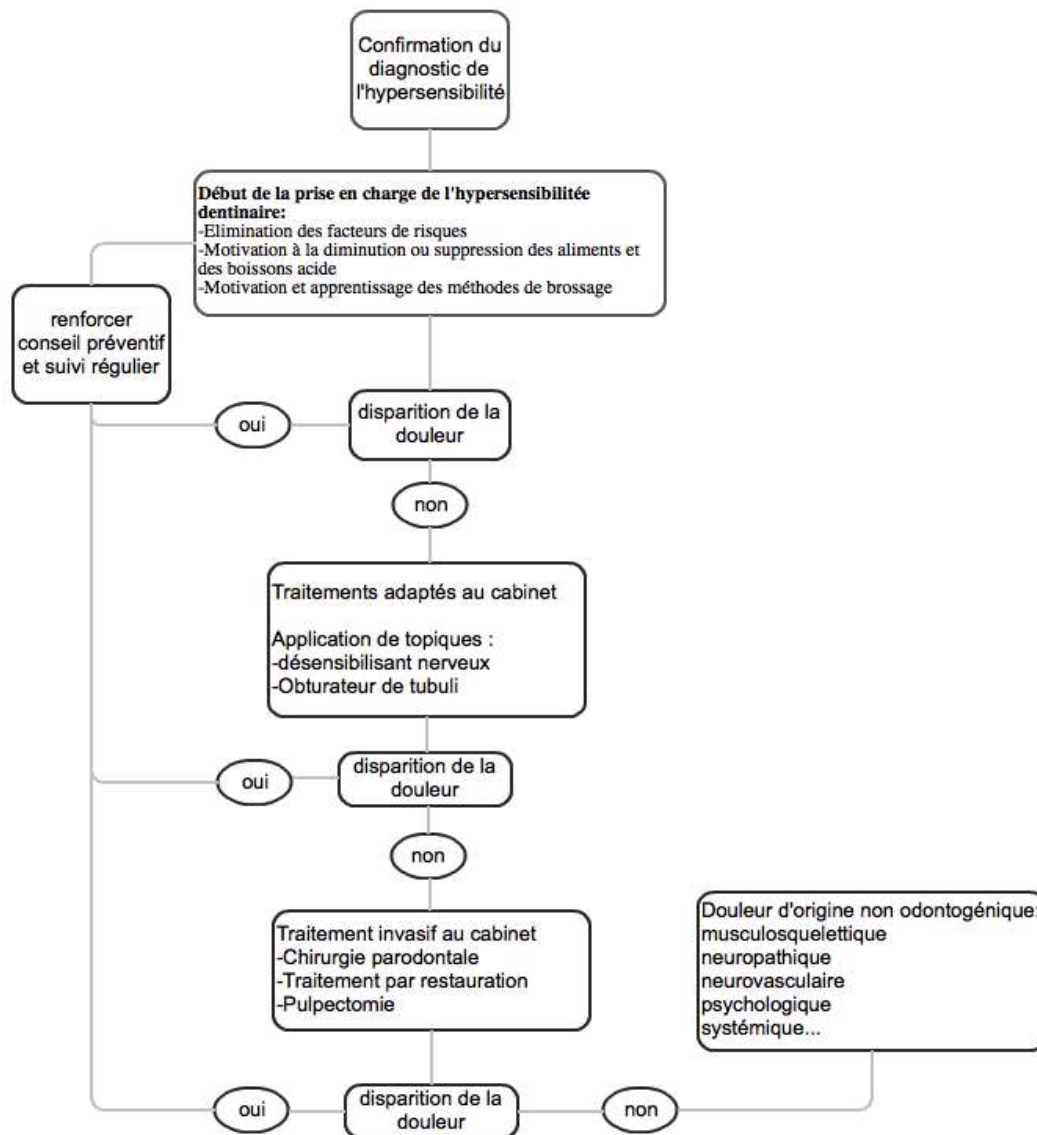 Confirmation du
diagnostic de
l'hypersensibilité
Début de la prise en charge de l'hypersensibilitée
dentinaire:
-Elimination des facteurs de risques
-Motivation à la diminution ou suppression des aliments et
des boissons acide
-Motivation et apprentissage des méthodes de brossage
renforcer
conseil préventif
et suivi régulier
oui
disparition de la
douleur
non
Traitements adaptés au cabinet
Application de topiques :
-désensibilisant nerveux
-Obturateur de tubuli
oui
disparition de la
douleur
non
Traitement invasif au cabinet
-Chirurgie parodontale
-Traitement par restauration
-Pulpectomie
Douleur d'origine non odontogénique:
musculosquelettique
neuropathique
neurovasculaire
psychologique
systémique...
oui
disparition de la
douleur
non